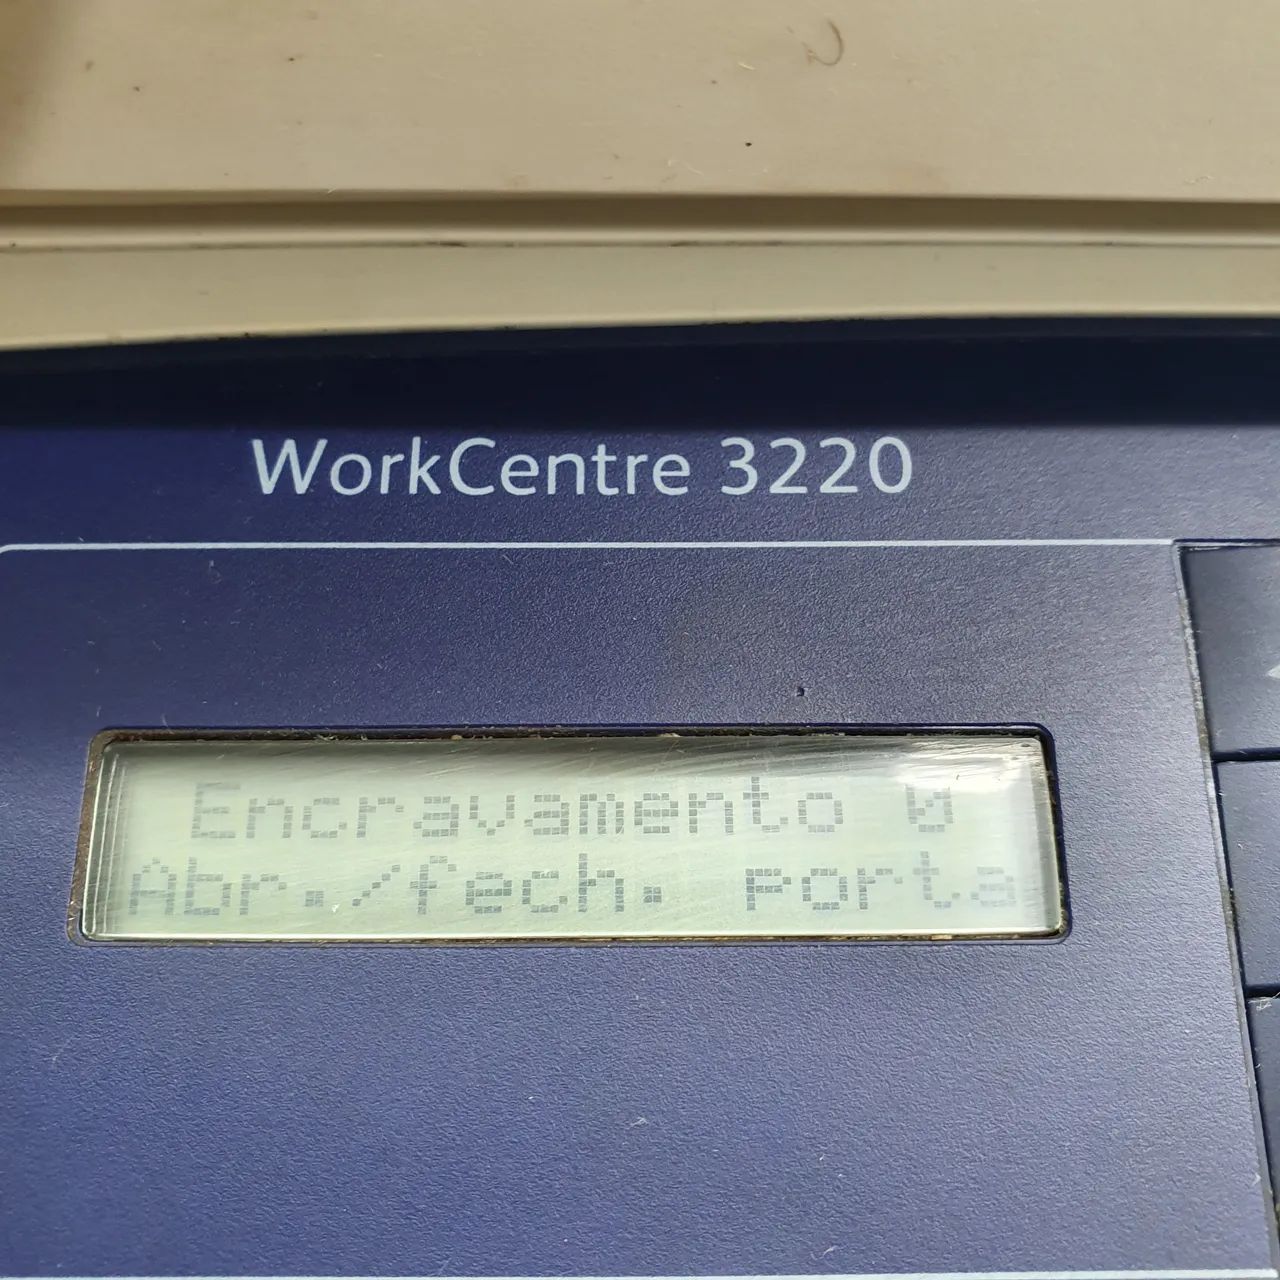 WorkCentre 3220
Encravamento 0
Abr./fech. porta